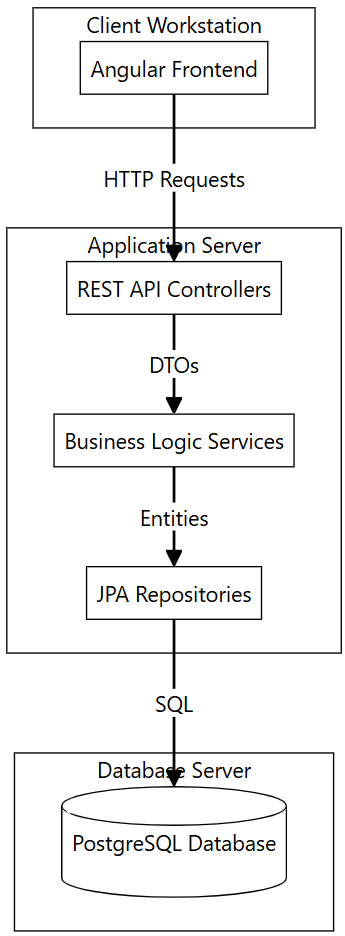 Client Workstation
Angular Frontend
HTTP Requests
Application Server
REST API Controllers
DTOs
Business Logic Services
Entities
JPA Repositories
SQL
Database Server
PostgreSQL Database